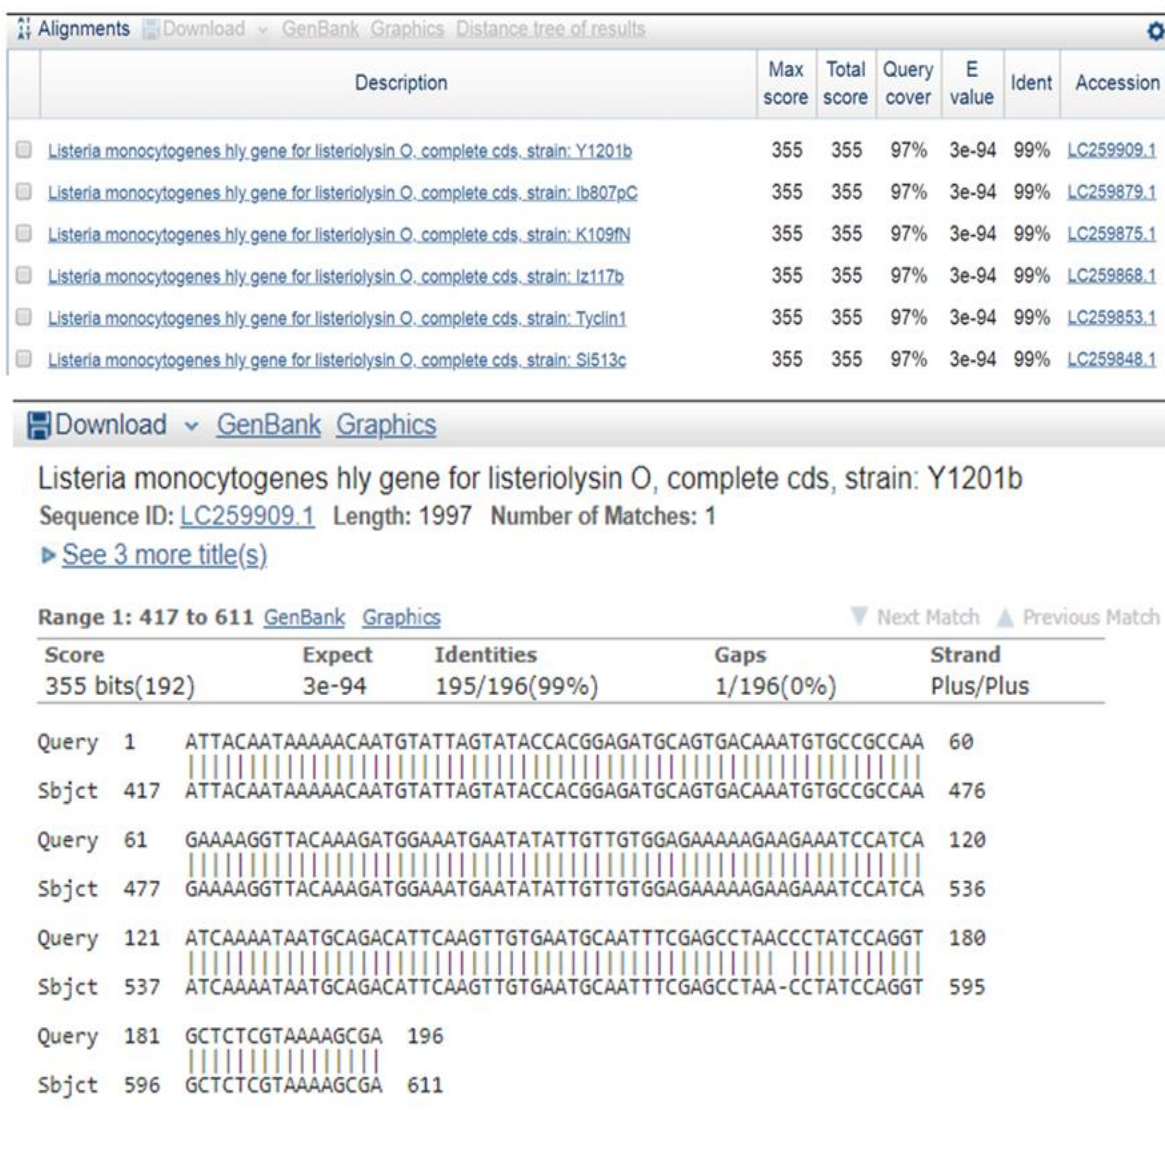 Alignments Download GenBank Graphics Distance tree of results
Description Max score Total score Query cover E value Ident Accession
Listeria monocytogenes hly gene for listeriolysin O, complete cds, strain: Y1201b 355 355 97% 3e-94 99% LC259909.1
Listeria monocytogenes hly gene for listeriolysin O, complete cds, strain: Ib807pC 355 355 97% 3e-94 99% LC259879.1
Listeria monocytogenes hly gene for listeriolysin O, complete cds, strain: K109fN 355 355 97% 3e-94 99% LC259875.1
Listeria monocytogenes hly gene for listeriolysin O, complete cds, strain: Iz117b 355 355 97% 3e-94 99% LC259868.1
Listeria monocytogenes hly gene for listeriolysin O, complete cds, strain: Tyclin1 355 355 97% 3e-94 99% LC259853.1
Listeria monocytogenes hly gene for listeriolysin O, complete cds, strain: Si513c 355 355 97% 3e-94 99% LC259848.1
Download GenBank Graphics
Listeria monocytogenes hly gene for listeriolysin O, complete cds, strain: Y1201b
Sequence ID: LC259909.1 Length: 1997 Number of Matches: 1
See 3 more title(s)
Range 1: 417 to 611 GenBank Graphics Next Match Previous Match
Score Expect Identities Gaps Strand
355 bits(192) 3e-94 195/196(99%) 1/196(0%) Plus/Plus
Query 1 ATTACAATAAAAACAATGTATTAGTATACCACGGAGATGCAGTGACAAATGTGCCGCCAA 60
Sbjct 417 ATTACAATAAAAACAATGTATTAGTATACCACGGAGATGCAGTGACAAATGTGCCGCCAA 476
Query 61 GAAAAGGTTACAAAGATGGAAATGAATATATTGTTGTGGAGAAAAAGAAGAAATCCATCA 120
Sbjct 477 GAAAAGGTTACAAAGATGGAAATGAATATATTGTTGTGGAGAAAAAGAAGAAATCCATCA 536
Query 121 ATCAAAATAATGCAGACATTCAAGTTGTGAATGCAATTTCGAGCCTAACCCTATCCAGGT 180
Sbjct 537 ATCAAAATAATGCAGACATTCAAGTTGTGAATGCAATTTCGAGCCTAA-CCTATCCAGGT 595
Query 181 GCTCTCGTAAAAGCGA 196
Sbjct 596 GCTCTCGTAAAAGCGA 611